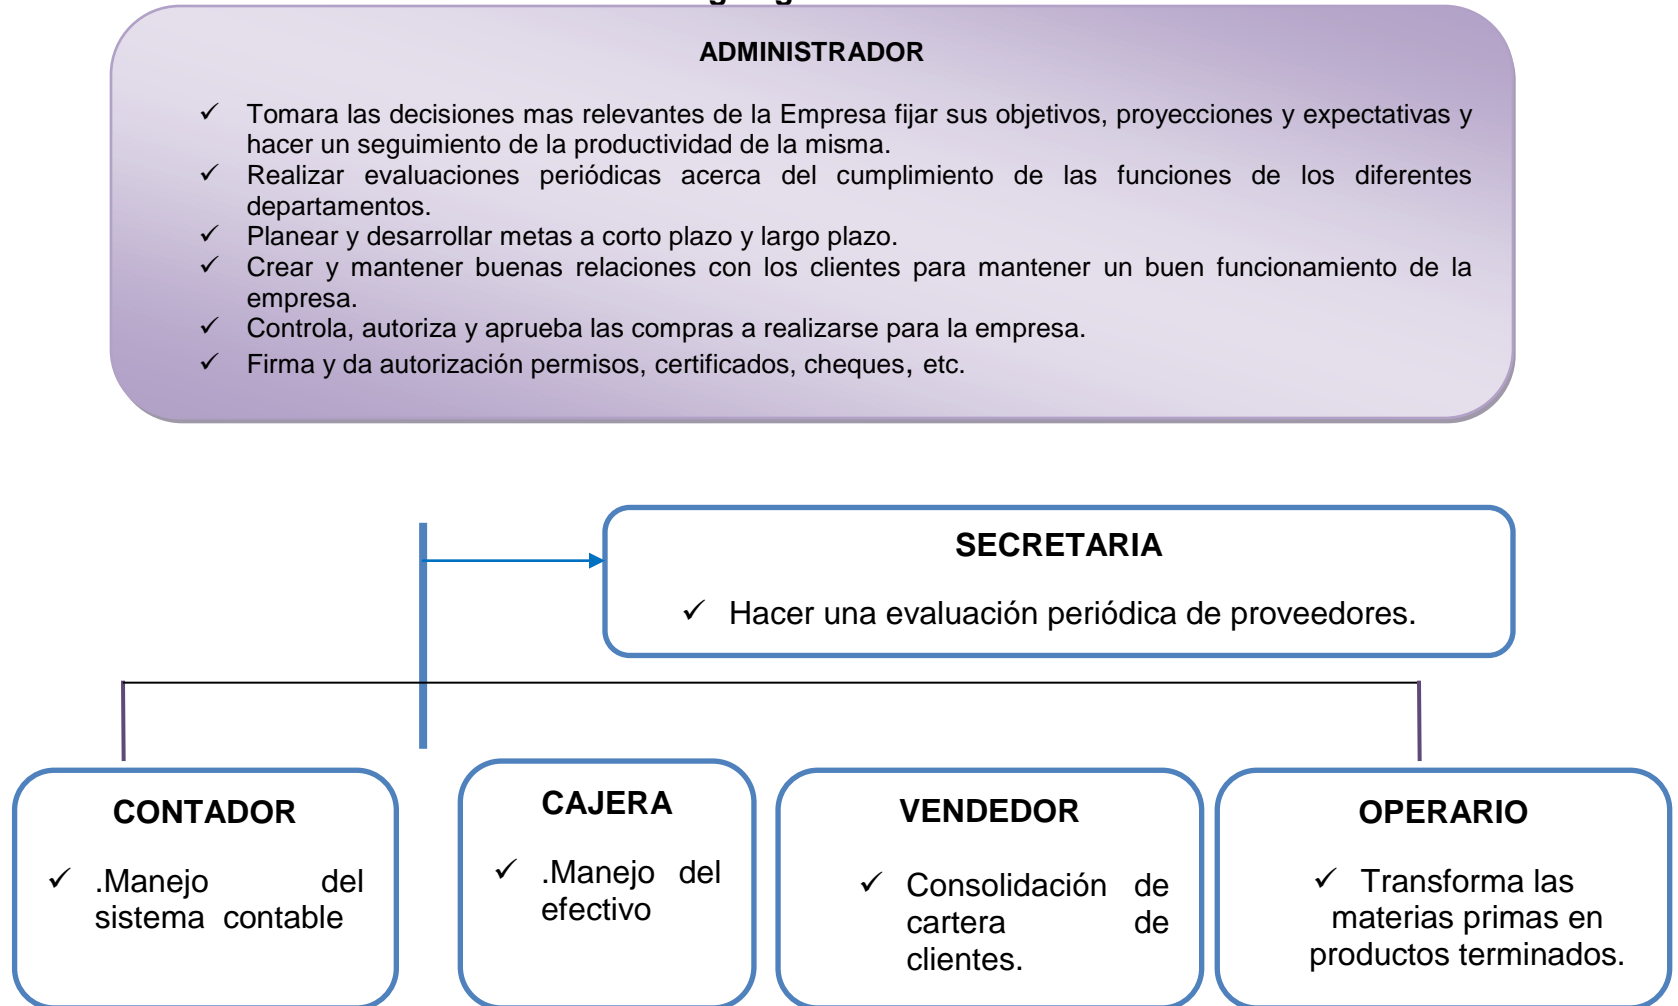 ADMINISTRADOR
✓ Tomara las decisiones mas relevantes de la Empresa fijar sus objetivos, proyecciones y expectativas y
hacer un seguimiento de la productividad de la misma.
✓ Realizar evaluaciones periódicas acerca del cumplimiento de las funciones de los diferentes
departamentos.
✓ Planear y desarrollar metas a corto plazo y largo plazo.
✓ Crear y mantener buenas relaciones con los clientes para mantener un buen funcionamiento de la
empresa.
✓ Controla, autoriza y aprueba las compras a realizarse para la empresa.
✓ Firma y da autorización permisos, certificados, cheques, etc.
SECRETARIA
✓ Hacer una evaluación periódica de proveedores.
CONTADOR
✓ .Manejo del
sistema contable
CAJERA
✓ .Manejo del
efectivo
VENDEDOR
✓ Consolidación de
cartera de
clientes.
OPERARIO
✓ Transforma las
materias primas en
productos terminados.